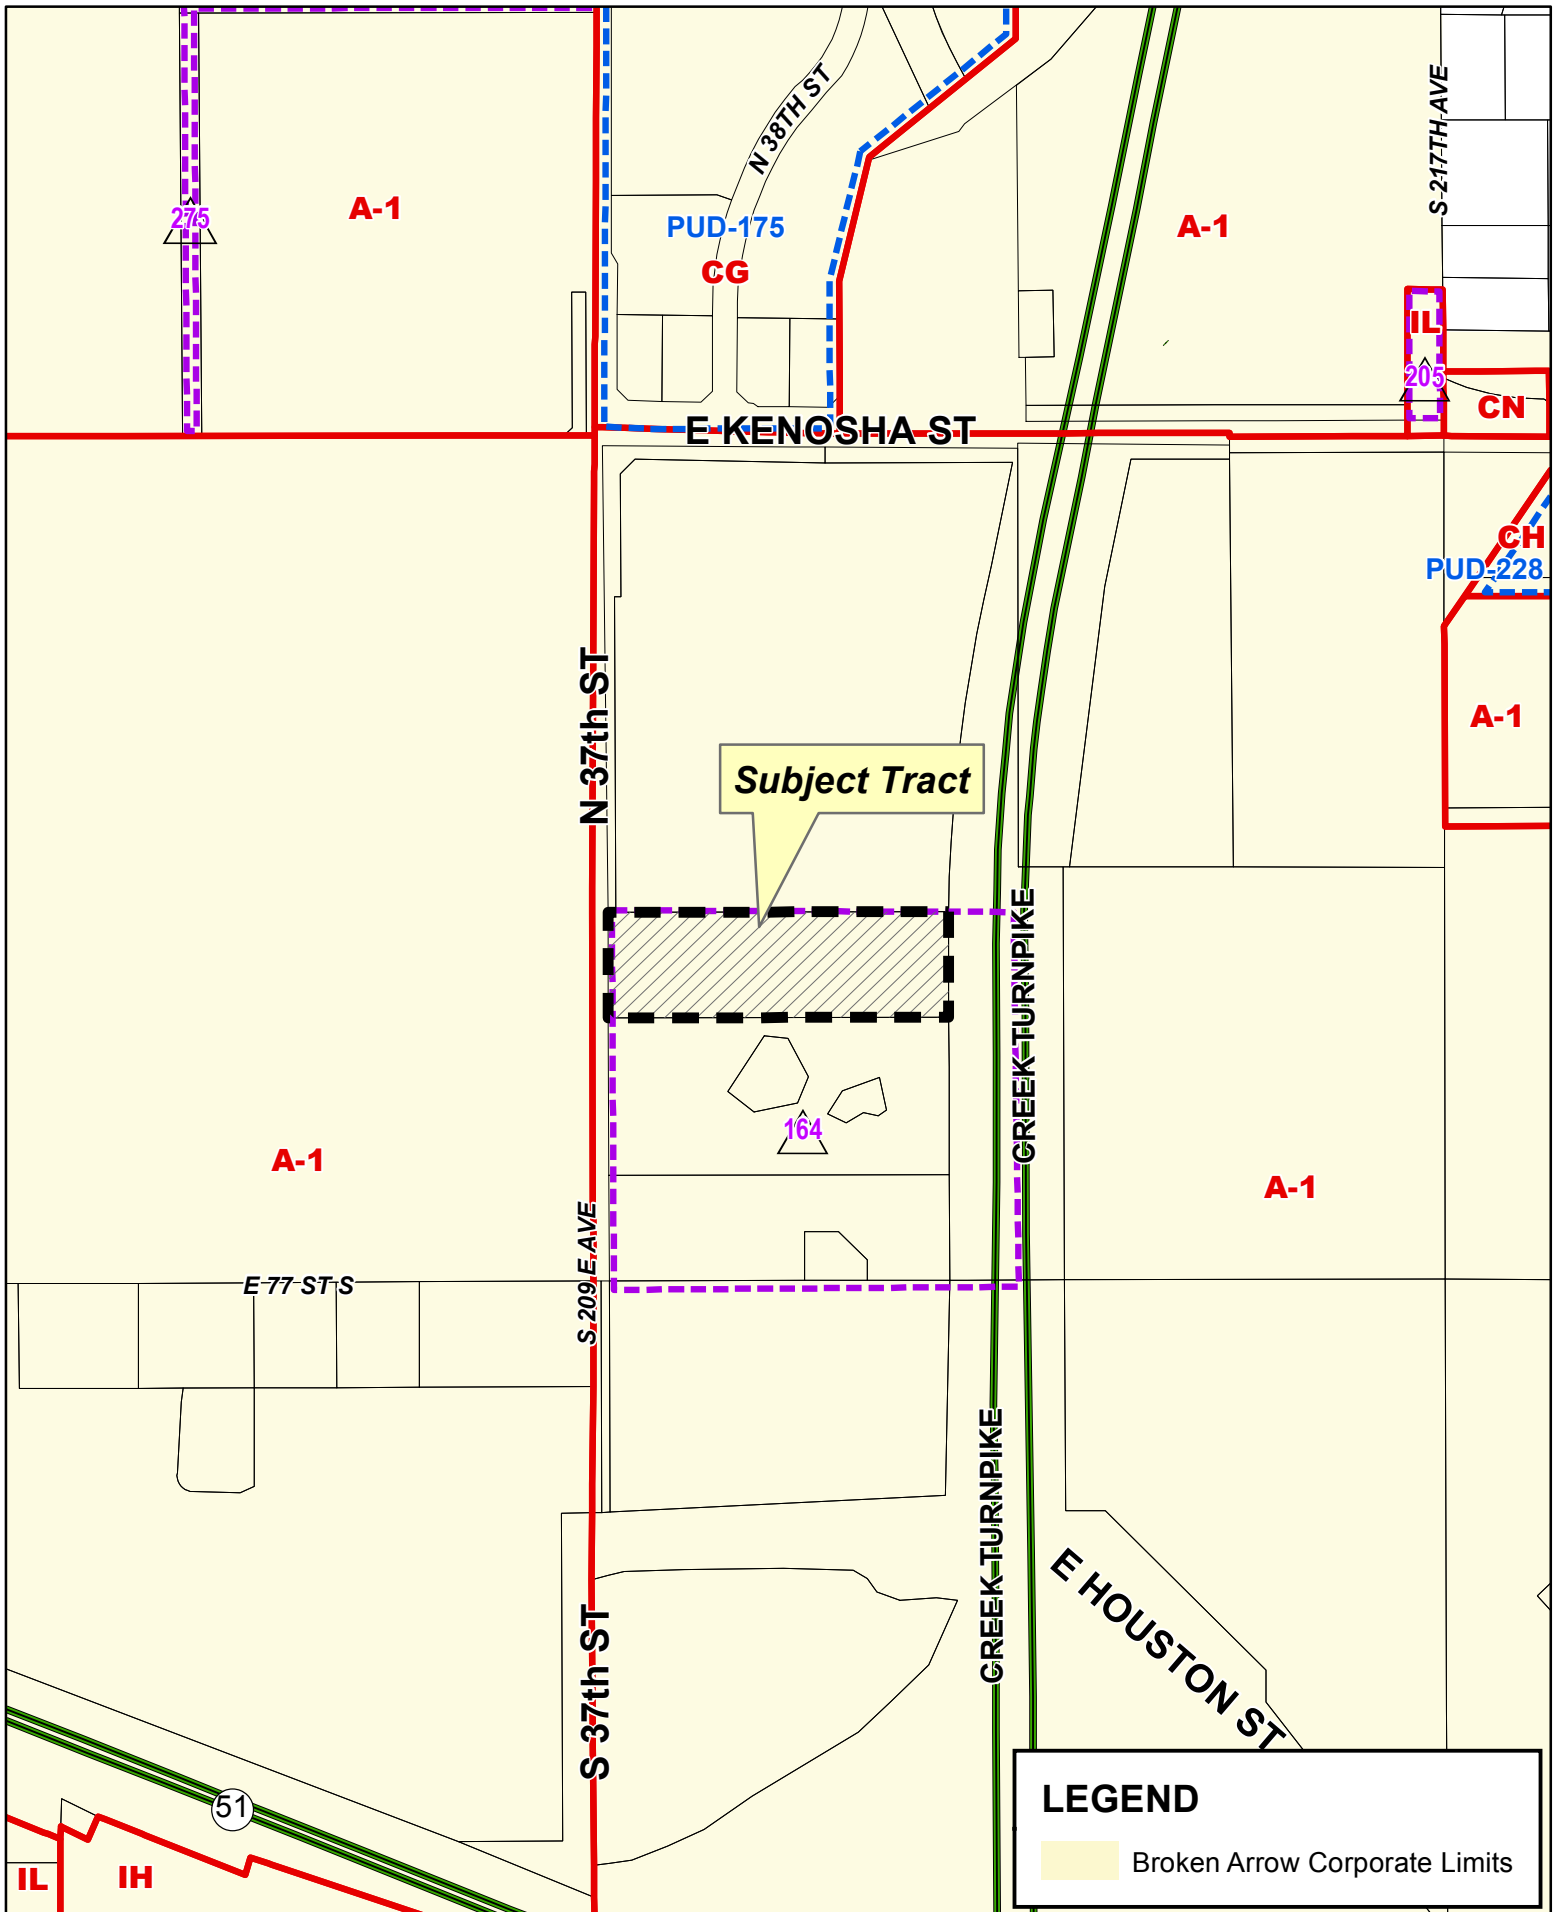 N 38TH ST
S 217TH AVE
275
A-1
PUD-175
CG
A-1
IL
205
CN
E KENOSHA ST
CH
PUD-228
N 37th ST
A-1
Subject Tract
CREEK TURNPIKE
164
A-1
A-1
S 209 E AVE
E 77 ST S
CREEK TURNPIKE
E HOUSTON ST
S 37th ST
51
IL
IH
LEGEND
Broken Arrow Corporate Limits